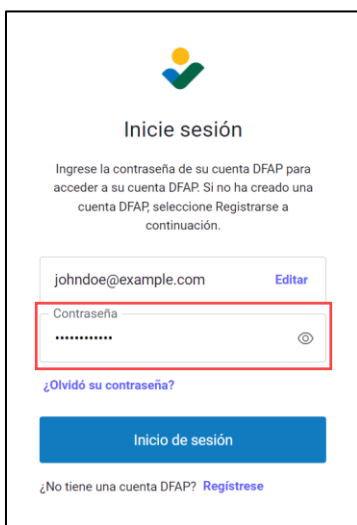 Inicie sesión
Ingrese la contraseña de su cuenta DFAP para
acceder a su cuenta DFAP. Si no ha creado una
cuenta DFAP, seleccione Registrarse a
continuación.
johndoe@example.com Editar
Contraseña
••••••••••••
¿Olvidó su contraseña?
Inicio de sesión
¿No tiene una cuenta DFAP? Regístrese